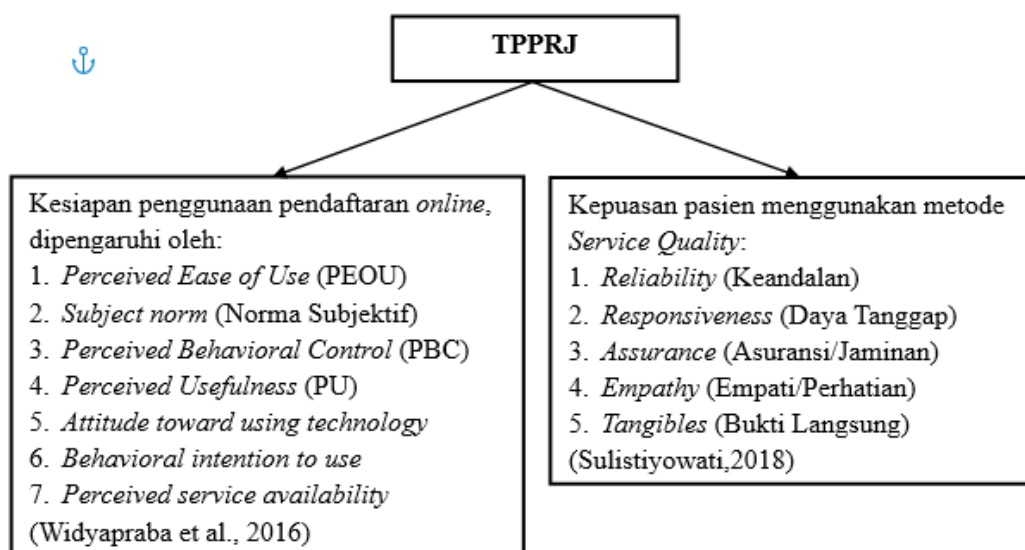 TPPRJ
Kesiapan penggunaan pendaftaran online,
dipengaruhi oleh:
1. Perceived Ease of Use (PEOU)
2. Subject norm (Norma Subjektif)
3. Perceived Behavioral Control (PBC)
4. Perceived Usefulness (PU)
5. Attitude toward using technology
6. Behavioral intention to use
7. Perceived service availability
(Widyapraba et al., 2016)
Kepuasan pasien menggunakan metode
Service Quality:
1. Reliability (Keandalan)
2. Responsiveness (Daya Tanggap)
3. Assurance (Asuransi/Jaminan)
4. Empathy (Empati/Perhatian)
5. Tangibles (Bukti Langsung)
(Sulistiyowati,2018)